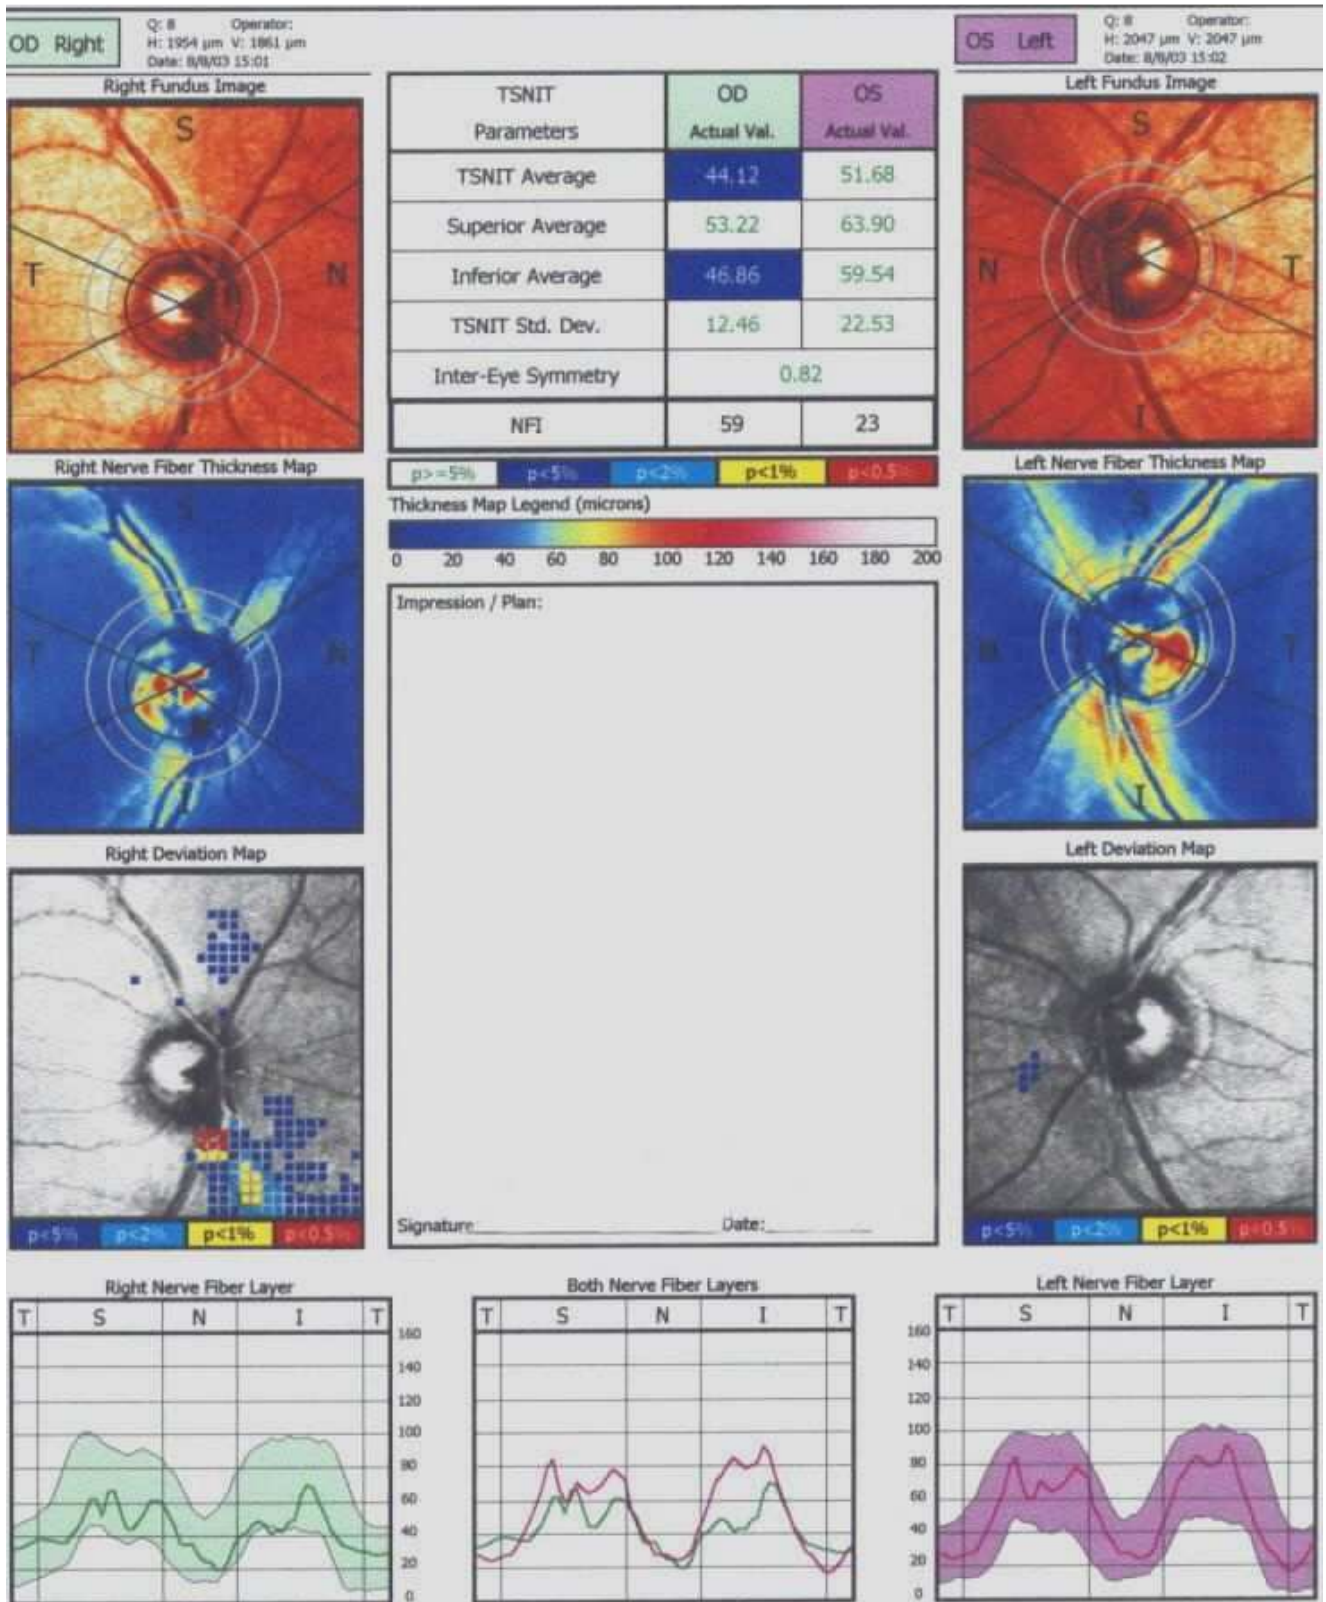 OD Right
Q: 8 Operator:
H: 1954 µm V: 1861 µm
Date: 8/8/03 15:01
OS Left
Q: 8 Operator:
H: 2047 µm V: 2047 µm
Date: 8/8/03 15:02
Right Fundus Image
S
T N
I
TSNIT Parameters OD Actual Val. OS Actual Val.
TSNIT Average 44.12 51.68
Superior Average 53.22 63.90
Inferior Average 46.86 59.54
TSNIT Std. Dev. 12.46 22.53
Inter-Eye Symmetry 0.82
NFI 59 23
p>=5% p<5% p<2% p<1% p<0.5%
Left Fundus Image
S
N T
I
Right Nerve Fiber Thickness Map
S
T N
I
Thickness Map Legend (microns)
0 20 40 60 80 100 120 140 160 180 200
Left Nerve Fiber Thickness Map
S
N T
I
Impression / Plan:
Signature Date:
Right Deviation Map
p<5% p<2% p<1% p<0.5%
Left Deviation Map
p<5% p<2% p<1% p<0.5%
Right Nerve Fiber Layer
T S N I T
160
140
120
100
80
60
40
20
0
Both Nerve Fiber Layers
T S N I T
Left Nerve Fiber Layer
T S N I T
160
140
120
100
80
60
40
20
0